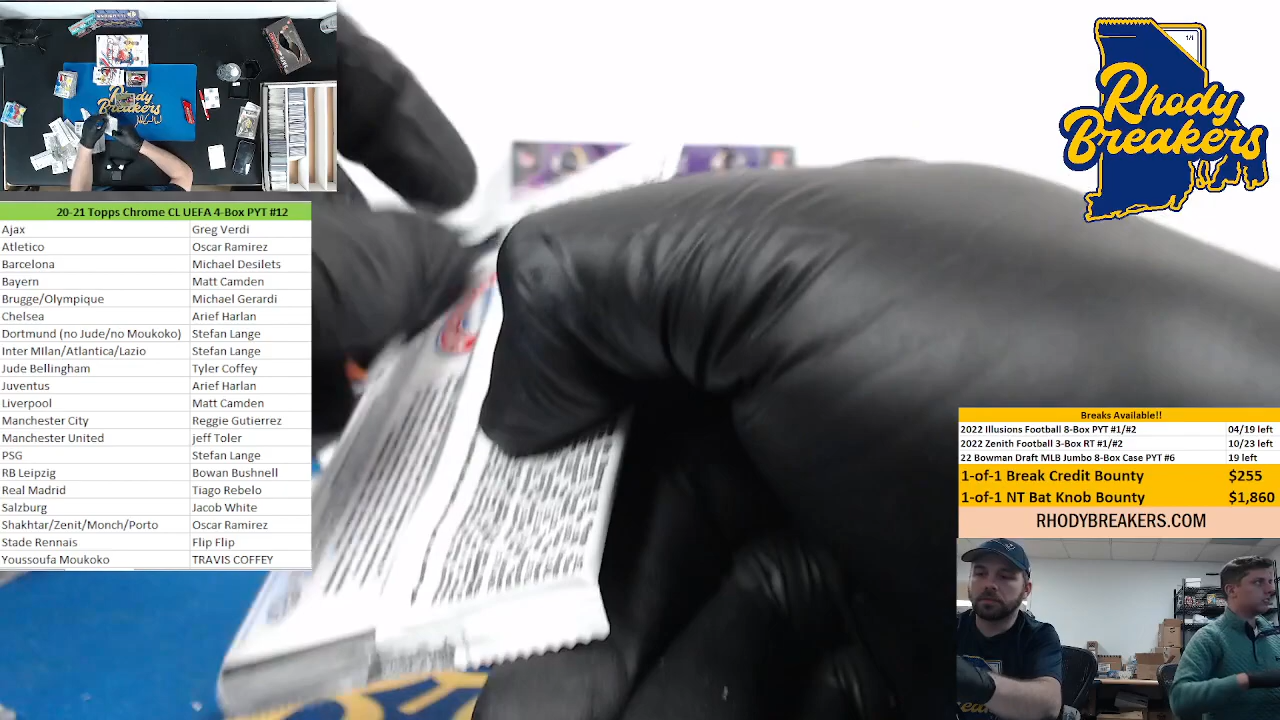 Rhody
Breakers
20-21 Topps Chrome CL UEFA 4-Box PYT #12
Ajax Greg Verdi
Atletico Oscar Ramirez
Barcelona Michael Desilets
Bayern Matt Camden
Brugge/Olympique Michael Gerardi
Chelsea Arief Harlan
Dortmund (no Jude/no Moukoko) Stefan Lange
Inter MIlan/Atlantica/Lazio Stefan Lange
Jude Bellingham Tyler Coffey
Juventus Arief Harlan
Liverpool Matt Camden
Manchester City Reggie Gutierrez
Manchester United jeff Toler
PSG Stefan Lange
RB Leipzig Bowan Bushnell
Real Madrid Tiago Rebelo
Salzburg Jacob White
Shakhtar/Zenit/Monch/Porto Oscar Ramirez
Stade Rennais Flip Flip
Youssoufa Moukoko TRAVIS COFFEY
1/1
Rhody
Breakers
Breaks Available!!
2022 Illusions Football 8-Box PYT #1/#2 04/19 left
2022 Zenith Football 3-Box RT #1/#2 10/23 left
22 Bowman Draft MLB Jumbo 8-Box Case PYT #6 19 left
1-of-1 Break Credit Bounty $255
1-of-1 NT Bat Knob Bounty $1,860
RHODYBREAKERS.COM